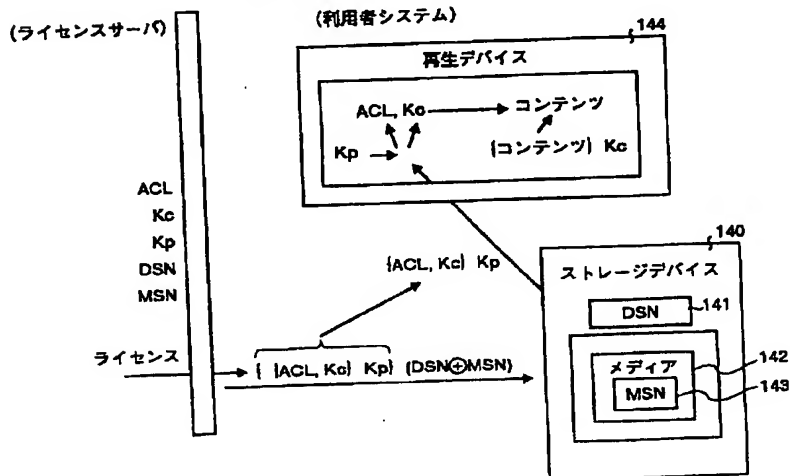 (ライセンスサーバ)
(利用者システム)
144
再生デバイス
ACL, Kc
コンテンツ
Kp
{コンテンツ} Kc
ACL
Kc
Kp
DSN
MSN
{ACL, Kc} Kp
140
ストレージデバイス
DSN
141
メディア
142
MSN
143
ライセンス
{ {ACL, Kc} Kp} (DSN⊕MSN)